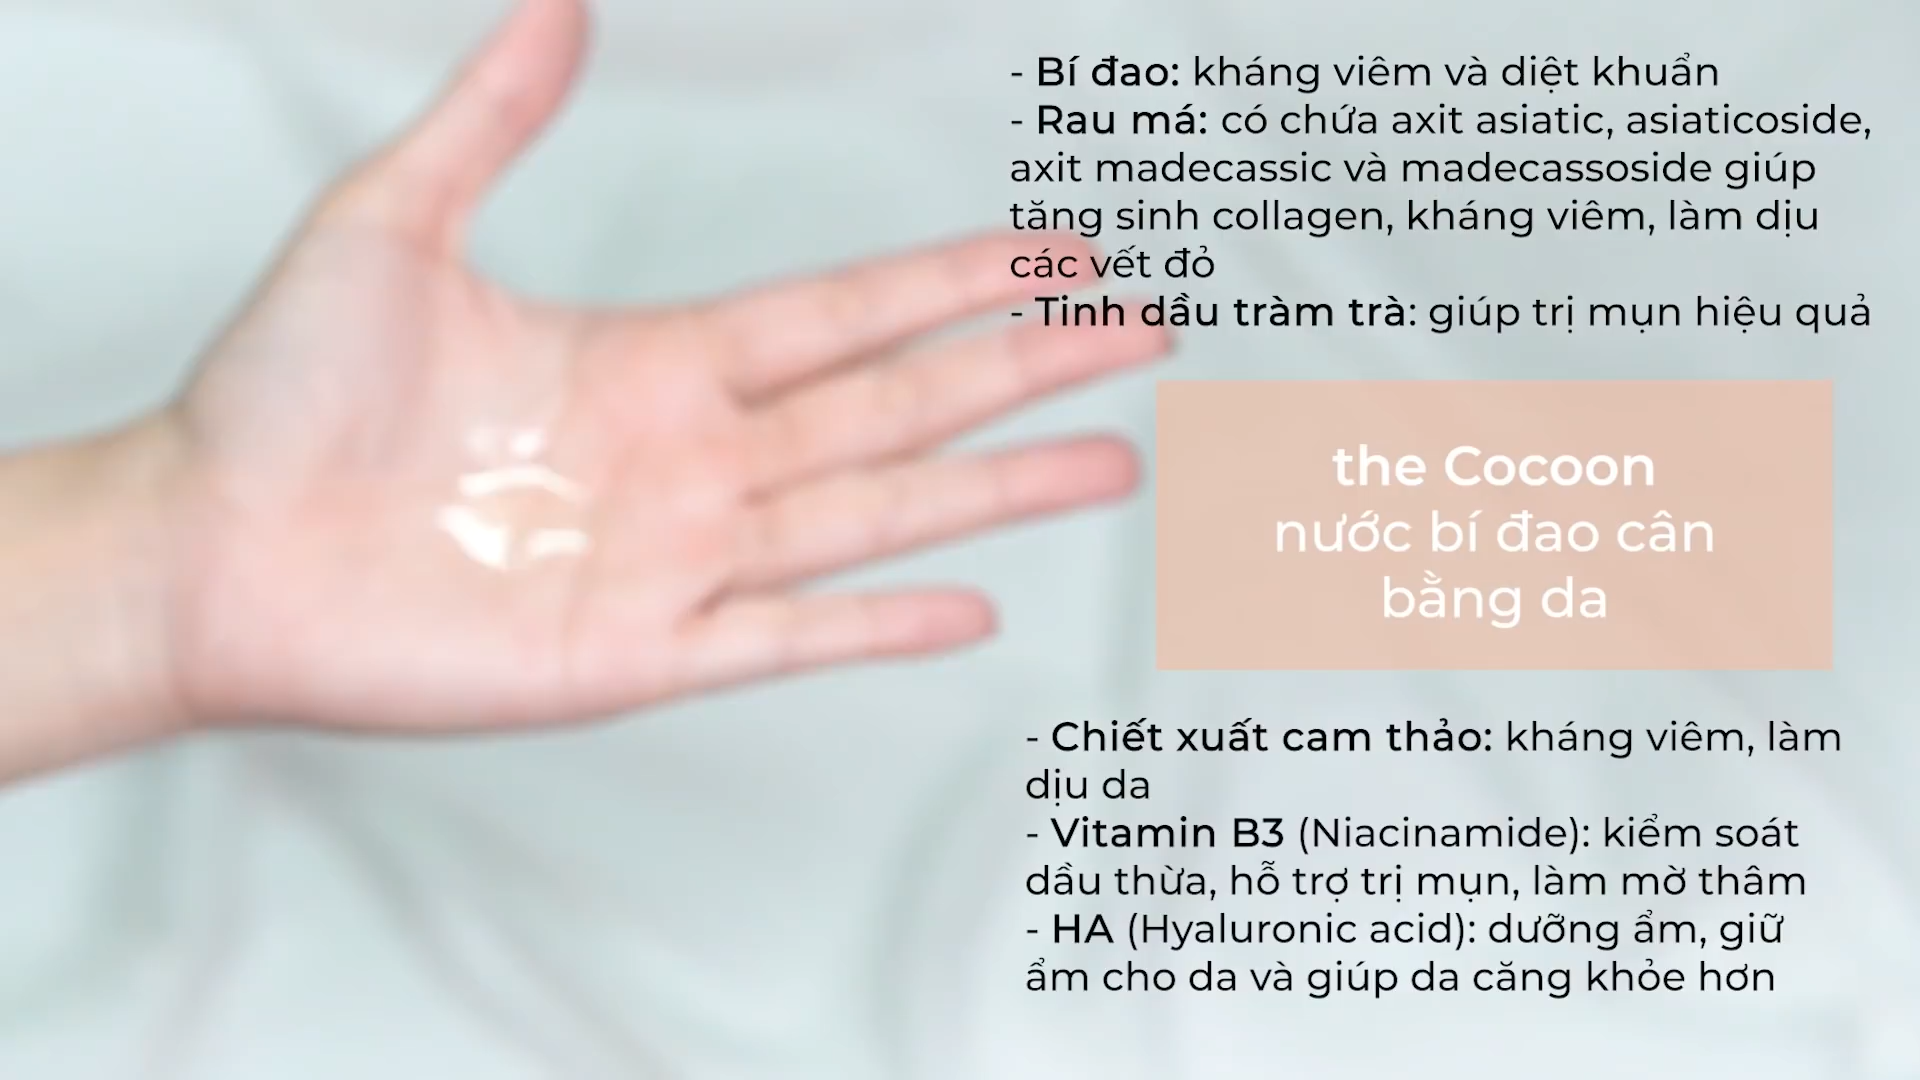 - Bí đao: kháng viêm và diệt khuẩn
- Rau má: có chứa axit asiatic, asiaticoside,
axit madecassic và madecassoside giúp
tăng sinh collagen, kháng viêm, làm dịu
các vết đỏ
- Tinh dầu tràm trà: giúp trị mụn hiệu quả
the Cocoon
nước bí đao cân
bằng da
- Chiết xuất cam thảo: kháng viêm, làm
dịu da
- Vitamin B3 (Niacinamide): kiểm soát
dầu thừa, hỗ trợ trị mụn, làm mờ thâm
- HA (Hyaluronic acid): dưỡng ẩm, giữ
ẩm cho da và giúp da căng khỏe hơn